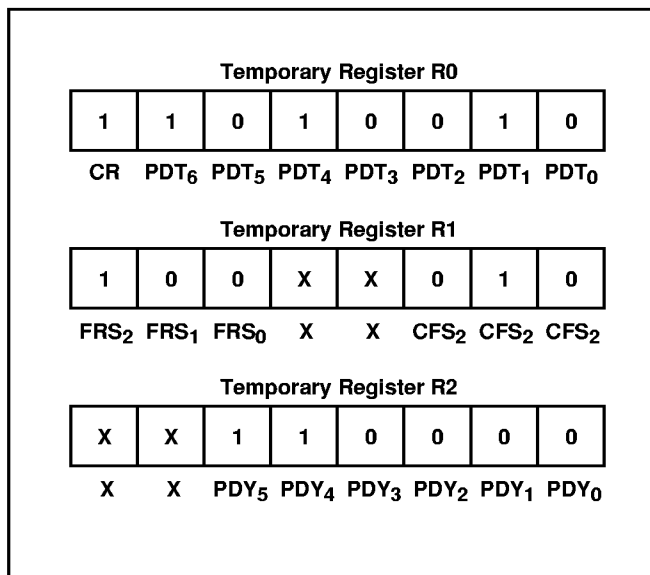 Temporary Register R0
1 1 0 1 0 0 1 0
CR PDT6 PDT5 PDT4 PDT3 PDT2 PDT1 PDT0
Temporary Register R1
1 0 0 X X 0 1 0
FRS2 FRS1 FRS0 X X CFS2 CFS2 CFS2
Temporary Register R2
X X 1 1 0 0 0 0
X X PDY5 PDY4 PDY3 PDY2 PDY1 PDY0